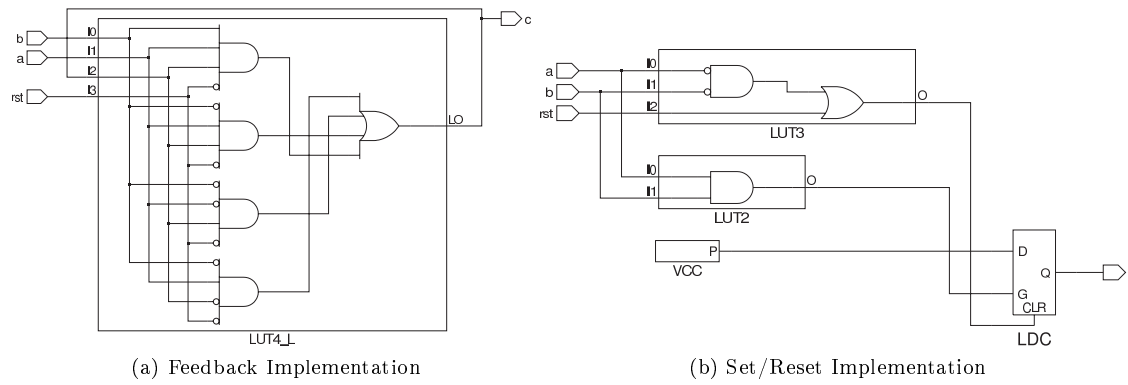 b
a
rst
I0
I1
I2
I3
LO
c
LUT4_L
(a) Feedback Implementation
a
b
rst
I0
I1
I2
O
LUT3
I0
I1
O
LUT2
P
VCC
D
Q
G
CLR
LDC
(b) Set/Reset Implementation